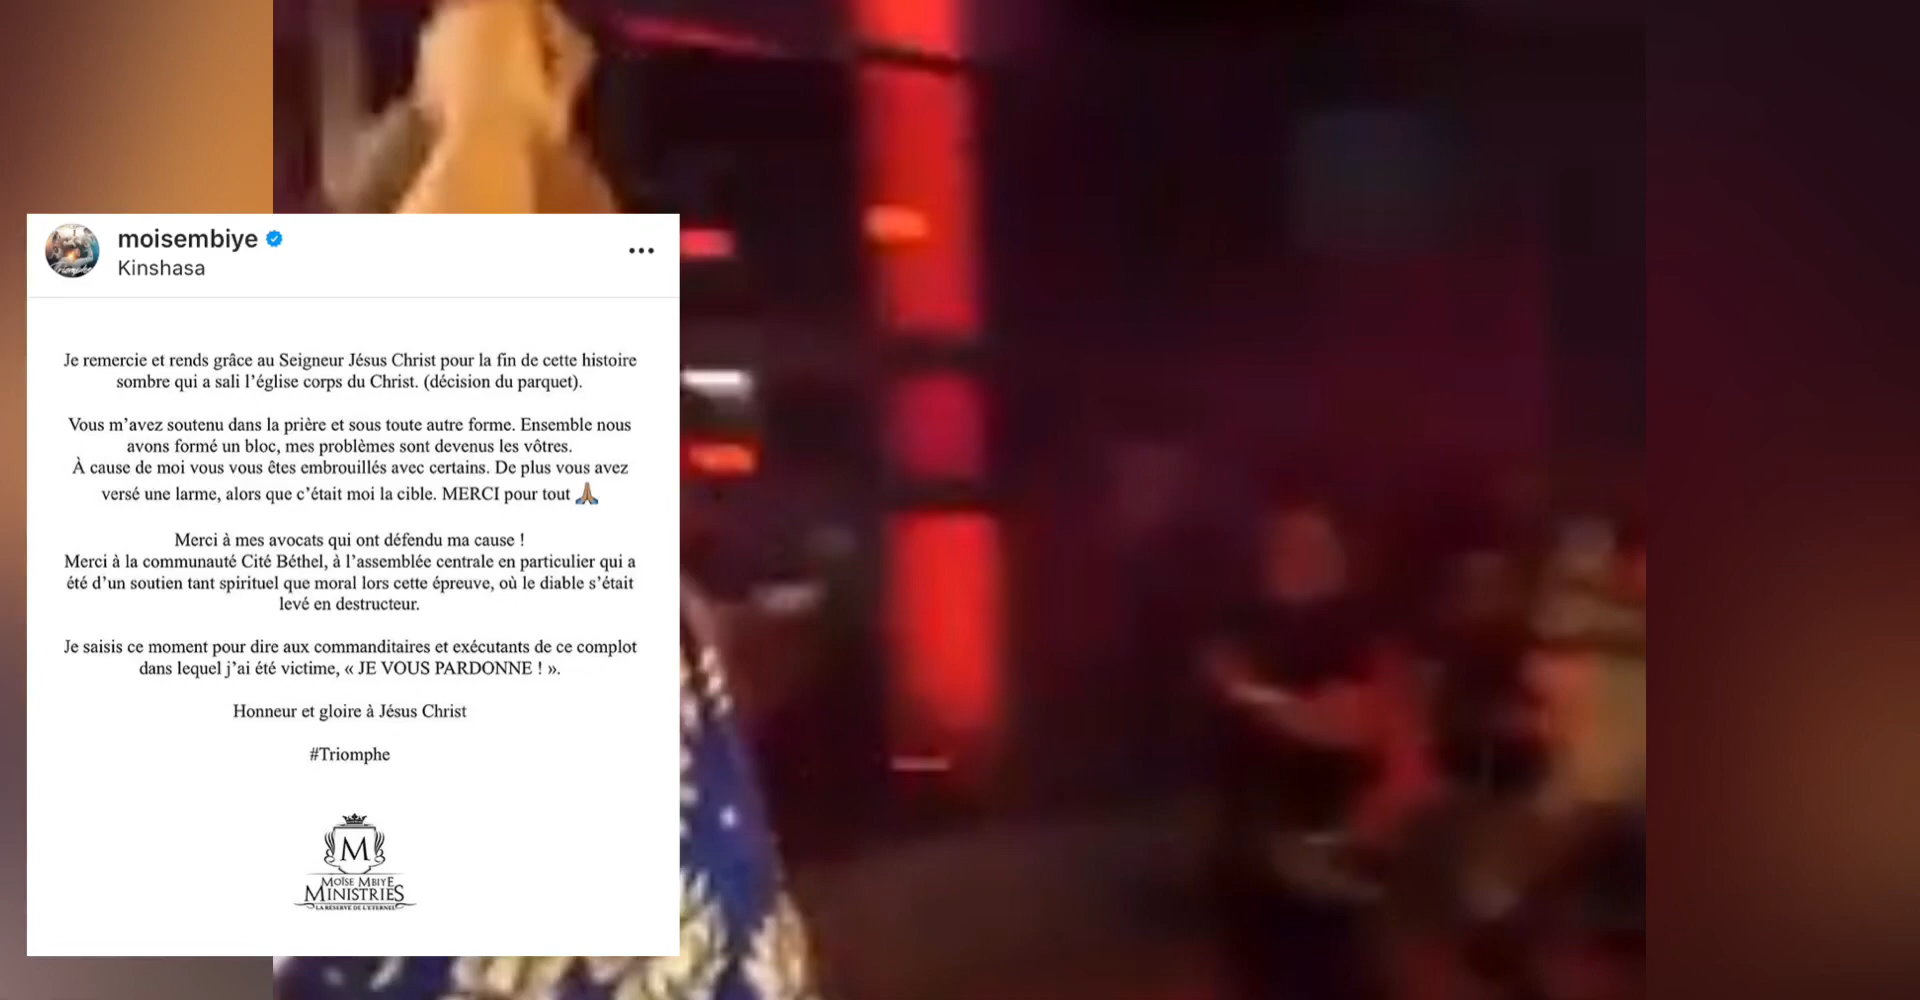 moisembiye
Kinshasa
Je remercie et rends grâce au Seigneur Jésus Christ pour la fin de cette histoire
sombre qui a sali l'église corps du Christ. (décision du parquet).
Vous m'avez soutenu dans la prière et sous toute autre forme. Ensemble nous
avons formé un bloc, mes problèmes sont devenus les vôtres.
À cause de moi vous vous êtes embrouillés avec certains. De plus vous avez
versé une larme, alors que c'était moi la cible. MERCI pour tout 🙏🏽
Merci à mes avocats qui ont défendu ma cause !
Merci à la communauté Cité Béthel, à l'assemblée centrale en particulier qui a
été d'un soutien tant spirituel que moral lors cette épreuve, où le diable s'était
levé en destructeur.
Je saisis ce moment pour dire aux commanditaires et exécutants de ce complot
dans lequel j'ai été victime, « JE VOUS PARDONNE ! ».
Honneur et gloire à Jésus Christ
#Triomphe
M
MOÏSE MBIYE
MINISTRIES
LA RÉSERVE DE L'ETERNEL